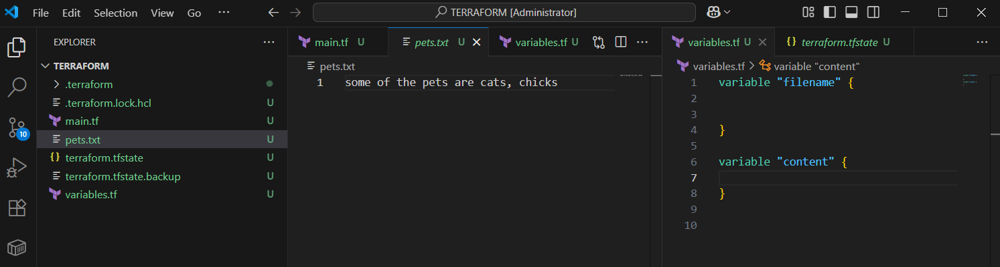 File Edit Selection View Go ··· TERRAFORM [Administrator]
EXPLORER ···
TERRAFORM
.terraform
.terraform.lock.hcl U
main.tf U
pets.txt U
terraform.tfstate U
terraform.tfstate.backup U
variables.tf U
10
main.tf U pets.txt U variables.tf U ···
pets.txt
1 some of the pets are cats, chicks
variables.tf U {} terraform.tfstate U ···
variables.tf > variable "content"
1 variable "filename" {
2
3
4 }
5
6 variable "content" {
7
8 }
9
10